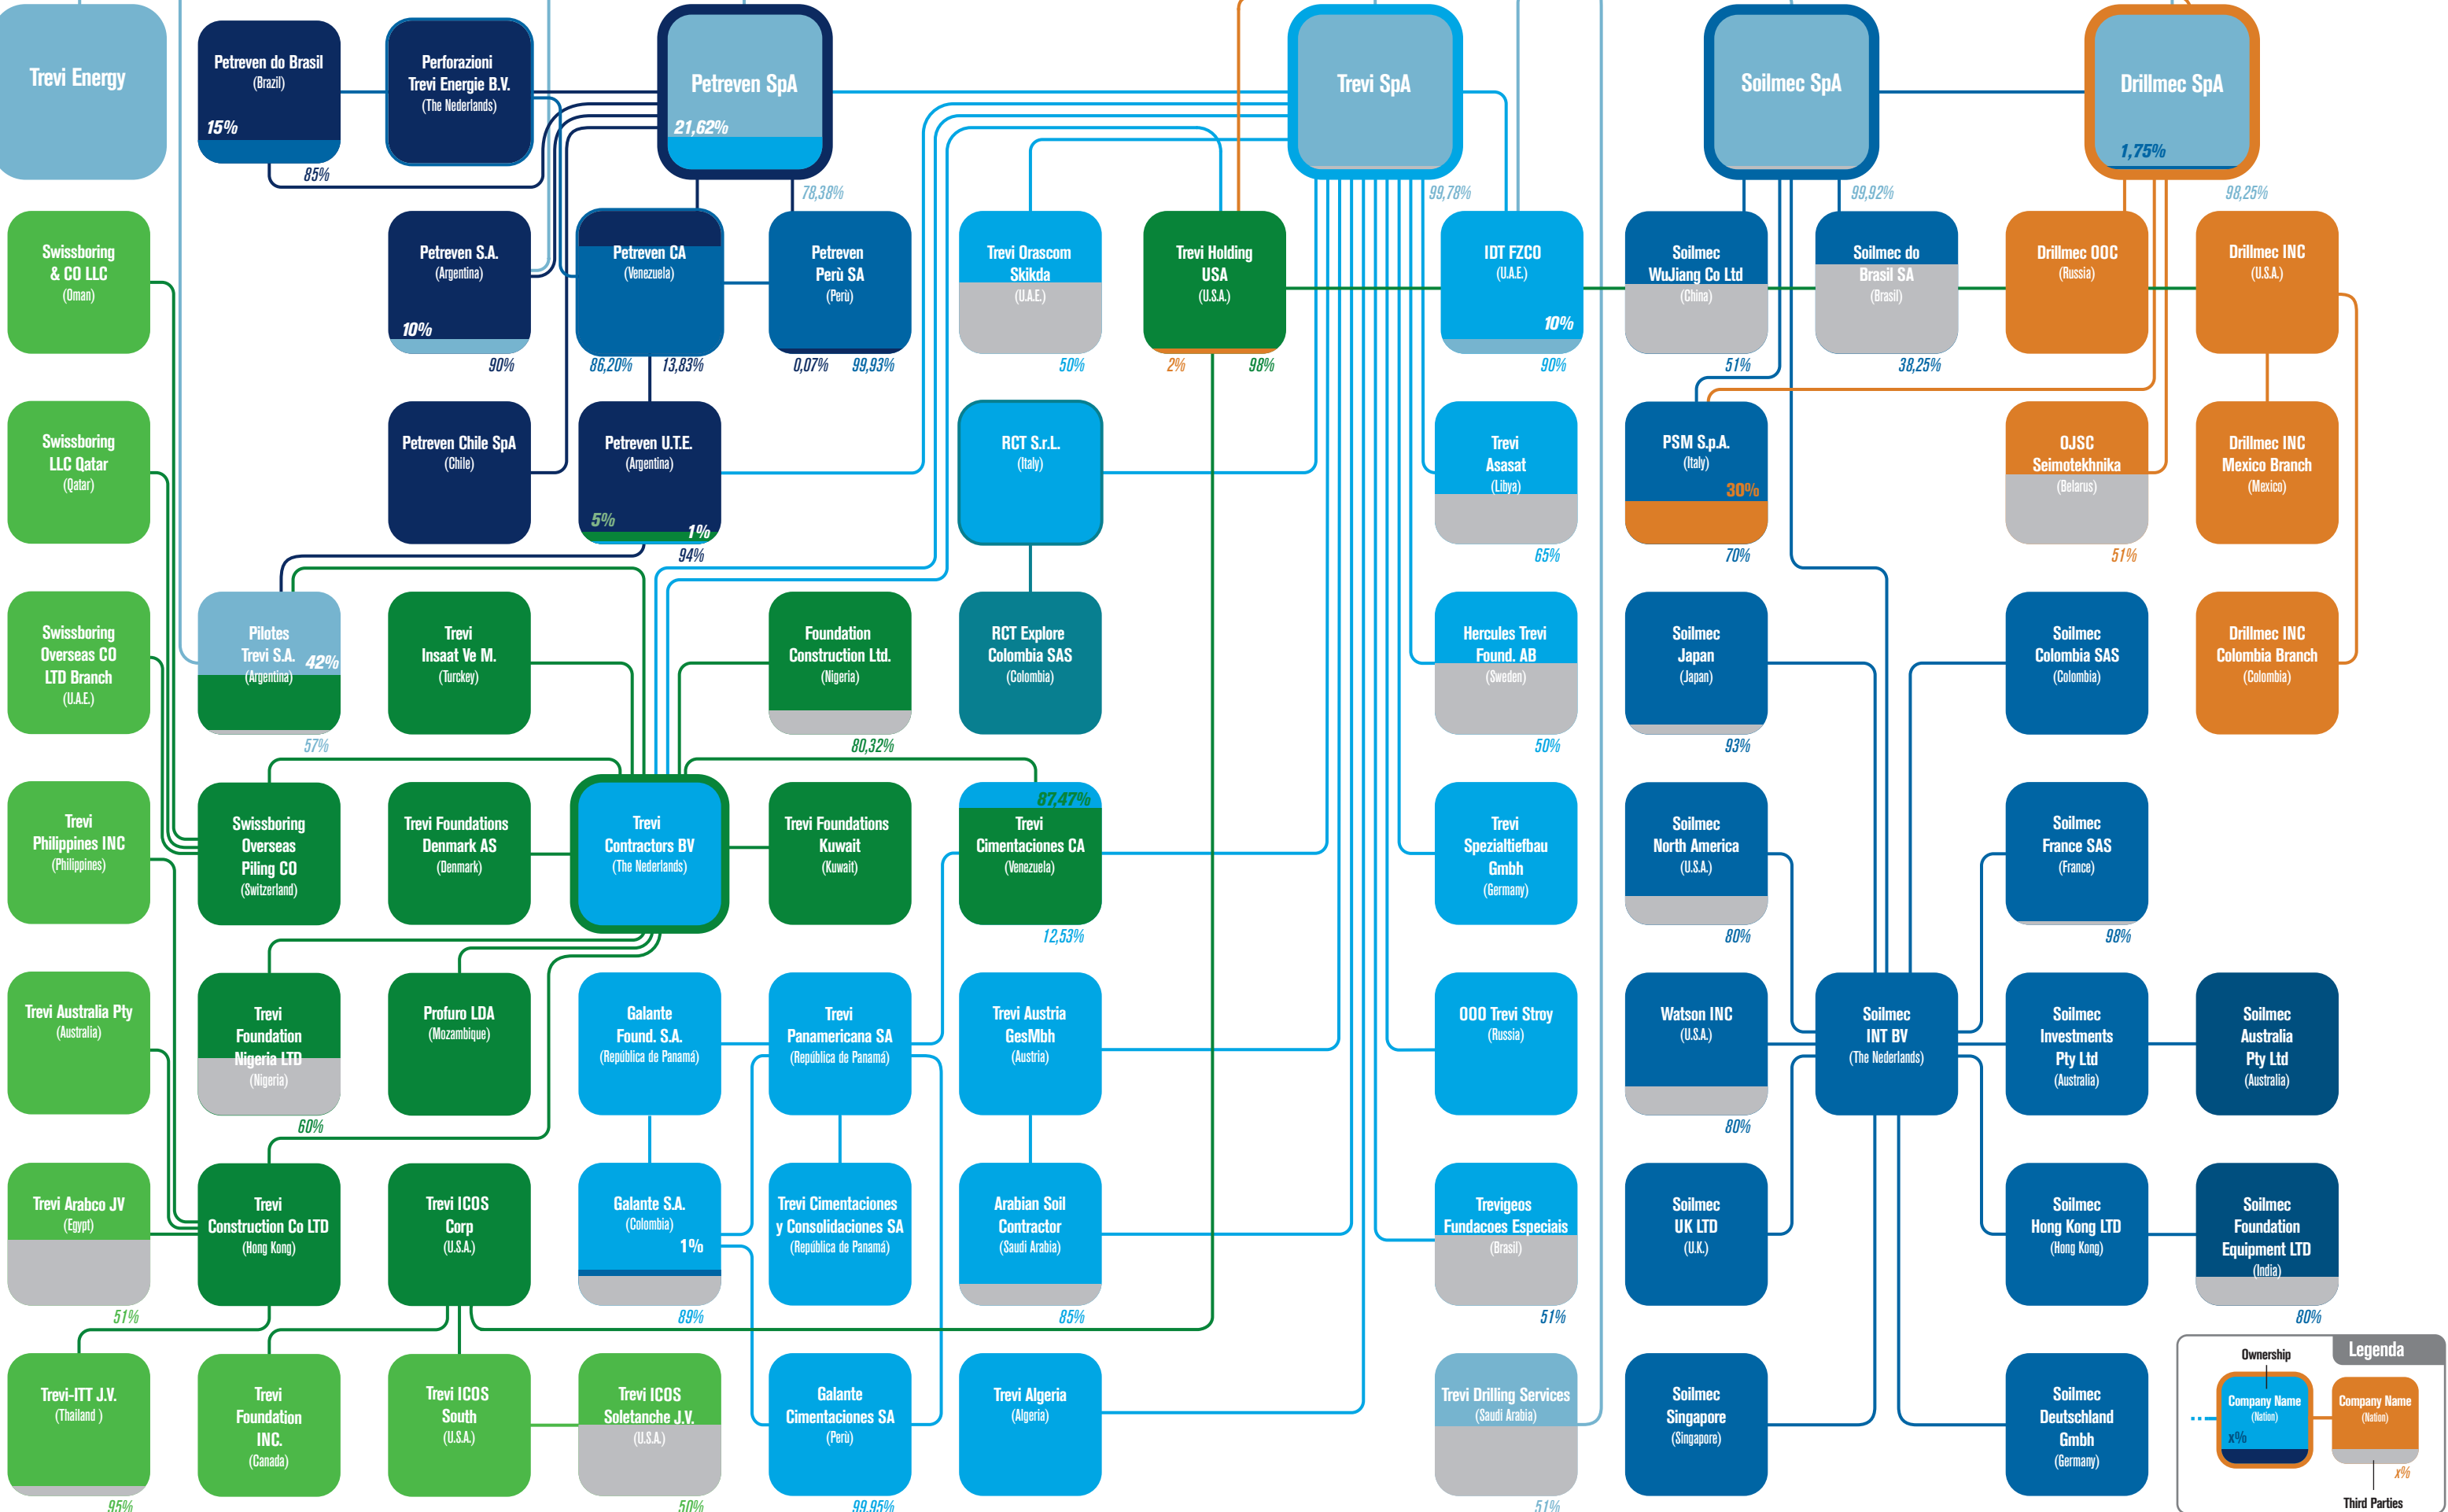 Trevi Energy
Petreven do Brasil
(Brazil)
15%
85%
Perforazioni
Trevi Energie B.V.
(The Nederlands)
Petreven SpA
21,62%
78,38%
Trevi SpA
99,78%
Soilmec SpA
99,92%
Drillmec SpA
1,75%
98,25%
Swissboring
& CO LLC
(Oman)
Petreven S.A.
(Argentina)
10%
90%
Petreven CA
(Venezuela)
86,20%
13,83%
Petreven
Perù SA
(Perù)
0,07%
99,93%
Trevi Orascom
Skikda
(U.A.E.)
50%
Trevi Holding
USA
(U.S.A.)
2%
98%
IDT FZCO
(U.A.E.)
10%
90%
Soilmec
WuJiang Co Ltd
(China)
51%
Soilmec do
Brasil SA
(Brasil)
38,25%
Drillmec OOC
(Russia)
Drillmec INC
(U.S.A.)
Swissboring
LLC Qatar
(Qatar)
Petreven Chile SpA
(Chile)
Petreven U.T.E.
(Argentina)
5%
1%
94%
RCT S.r.L.
(Italy)
Trevi
Asasat
(Libya)
65%
PSM S.p.A.
(Italy)
30%
70%
OJSC
Seimotekhnika
(Belarus)
51%
Drillmec INC
Mexico Branch
(Mexico)
Swissboring
Overseas CO
LTD Branch
(U.A.E.)
Pilotes
Trevi S.A.
42%
(Argentina)
57%
Trevi
Insaat Ve M.
(Turckey)
Foundation
Construction Ltd.
(Nigeria)
80,32%
RCT Explore
Colombia SAS
(Colombia)
Hercules Trevi
Found. AB
(Sweden)
50%
Soilmec
Japan
(Japan)
93%
Soilmec
Colombia SAS
(Colombia)
Drillmec INC
Colombia Branch
(Colombia)
Trevi
Philippines INC
(Philippines)
Swissboring
Overseas
Piling CO
(Switzerland)
Trevi Foundations
Denmark AS
(Denmark)
Trevi
Contractors BV
(The Nederlands)
Trevi Foundations
Kuwait
(Kuwait)
87,47%
Trevi
Cimentaciones CA
(Venezuela)
12,53%
Trevi
Spezialtiefbau
Gmbh
(Germany)
Soilmec
North America
(U.S.A.)
80%
Soilmec
France SAS
(France)
98%
Trevi Australia Pty
(Australia)
Trevi
Foundation
Nigeria LTD
(Nigeria)
60%
Profuro LDA
(Mozambique)
Galante
Found. S.A.
(República de Panamá)
Trevi
Panamericana SA
(República de Panamá)
Trevi Austria
GesMbh
(Austria)
OOO Trevi Stroy
(Russia)
Watson INC
(U.S.A.)
80%
Soilmec
INT BV
(The Nederlands)
Soilmec
Investments
Pty Ltd
(Australia)
Soilmec
Australia
Pty Ltd
(Australia)
Trevi Arabco JV
(Egypt)
51%
Trevi
Construction Co LTD
(Hong Kong)
Trevi ICOS
Corp
(U.S.A.)
Galante S.A.
(Colombia)
1%
89%
Trevi Cimentaciones
y Consolidaciones SA
(República de Panamá)
Arabian Soil
Contractor
(Saudi Arabia)
85%
Trevigeos
Fundacoes Especiais
(Brasil)
51%
Soilmec
UK LTD
(U.K.)
Soilmec
Hong Kong LTD
(Hong Kong)
Soilmec
Foundation
Equipment LTD
(India)
80%
Trevi-ITT J.V.
(Thailand )
95%
Trevi
Foundation
INC.
(Canada)
Trevi ICOS
South
(U.S.A.)
Trevi ICOS
Soletanche J.V.
(U.S.A.)
50%
Galante
Cimentaciones SA
(Perù)
99,95%
Trevi Algeria
(Algeria)
Trevi Drilling Services
(Saudi Arabia)
51%
Soilmec
Singapore
(Singapore)
Soilmec
Deutschland
Gmbh
(Germany)
Legenda
Ownership
Company Name
(Nation)
x%
Company Name
(Nation)
x%
Third Parties